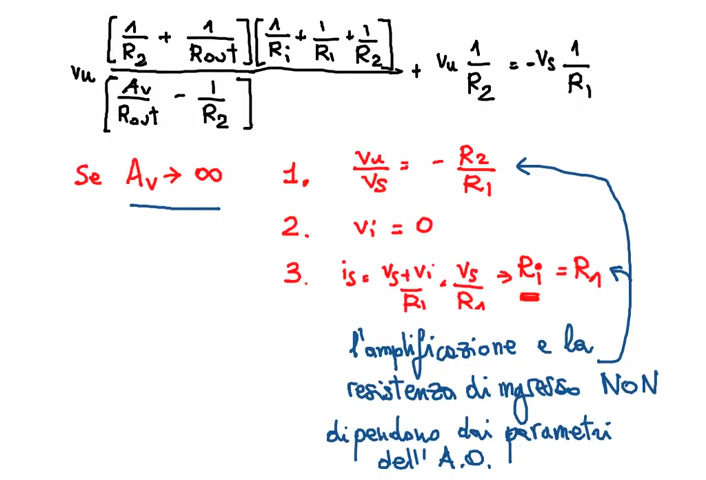 vu [1/R2 + 1/Rout][1/Ri + 1/R1 + 1/R2] / [Av/Rout - 1/R2] + vu 1/R2 = -vs 1/R1
Se Av → ∞ 1. vu/vs = - R2/R1
2. vi = 0
3. is = vs+vi/R1 = vs/R1 → Ri = R1
l'amplificazione e la
resistenza di ingresso NON
dipendono dai parametri
dell' A.O.